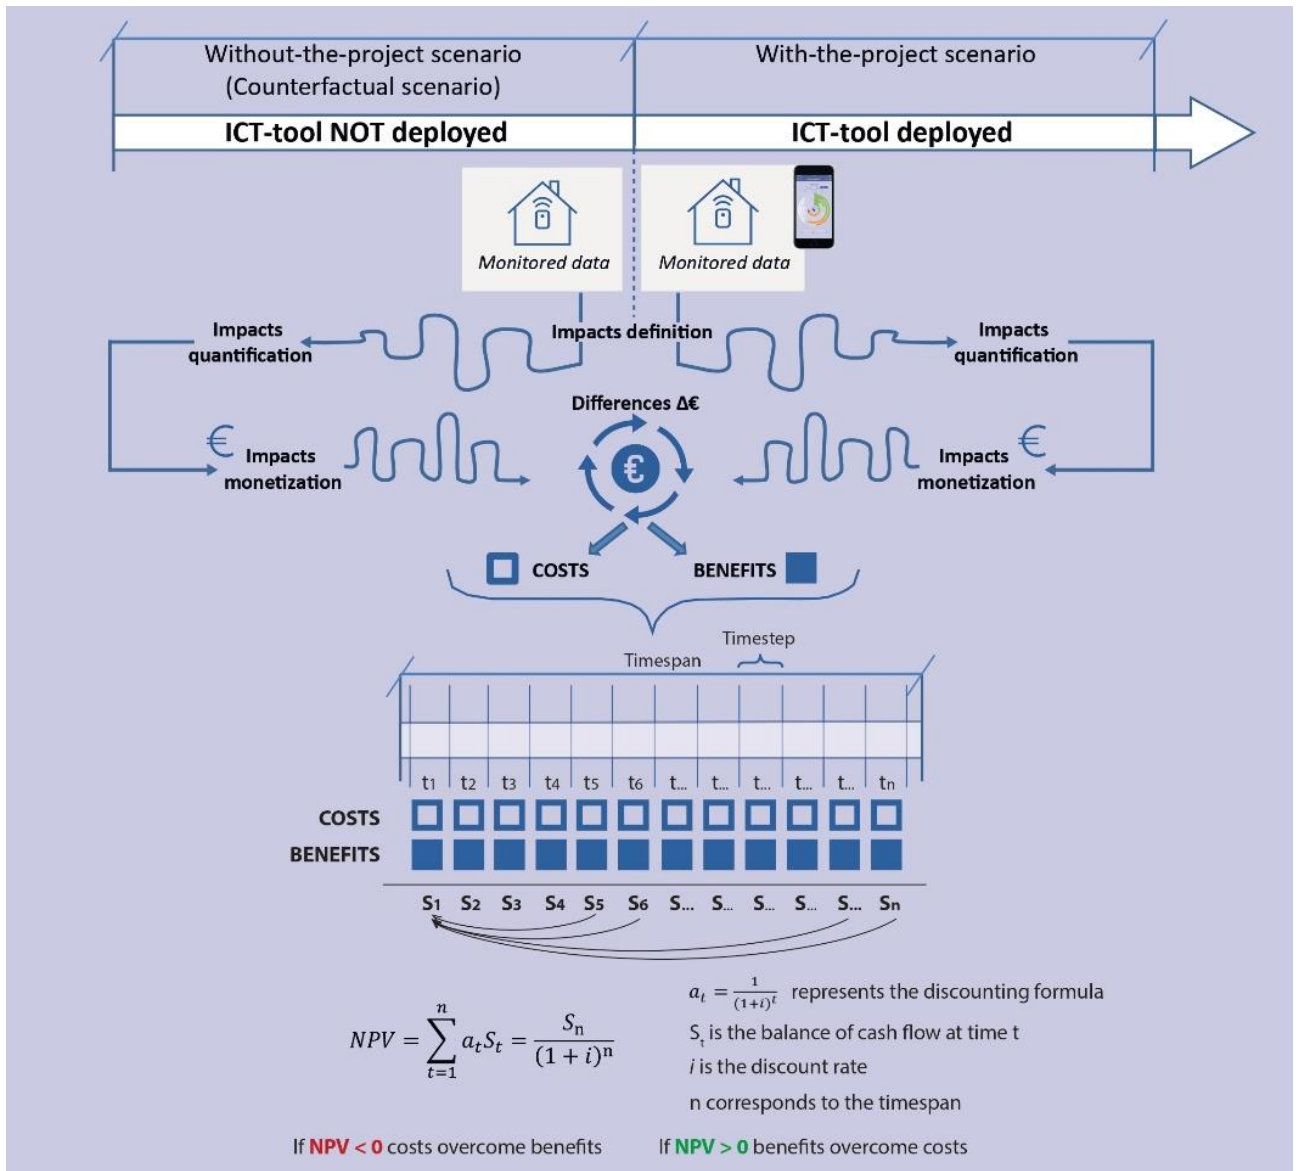 Without-the-project scenario
(Counterfactual scenario)
With-the-project scenario
ICT-tool NOT deployed
ICT-tool deployed
Monitored data
Monitored data
Impacts definition
Impacts
quantification
Impacts
quantification
Differences Δ€
€
Impacts
monetization
€
Impacts
monetization
€
COSTS
BENEFITS
Timestep
Timespan
t1 t2 t3 t4 t5 t6 t... t... t... t... t... tn
COSTS
BENEFITS
S1 S2 S3 S4 S5 S6 S... S... S... S... S... Sn
NPV = \sum_{t=1}^{n} a_t S_t = \frac{S_n}{(1 + i)^n}
a_t = \frac{1}{(1+i)^t} represents the discounting formula
S_t is the balance of cash flow at time t
i is the discount rate
n corresponds to the timespan
If NPV < 0 costs overcome benefits
If NPV > 0 benefits overcome costs